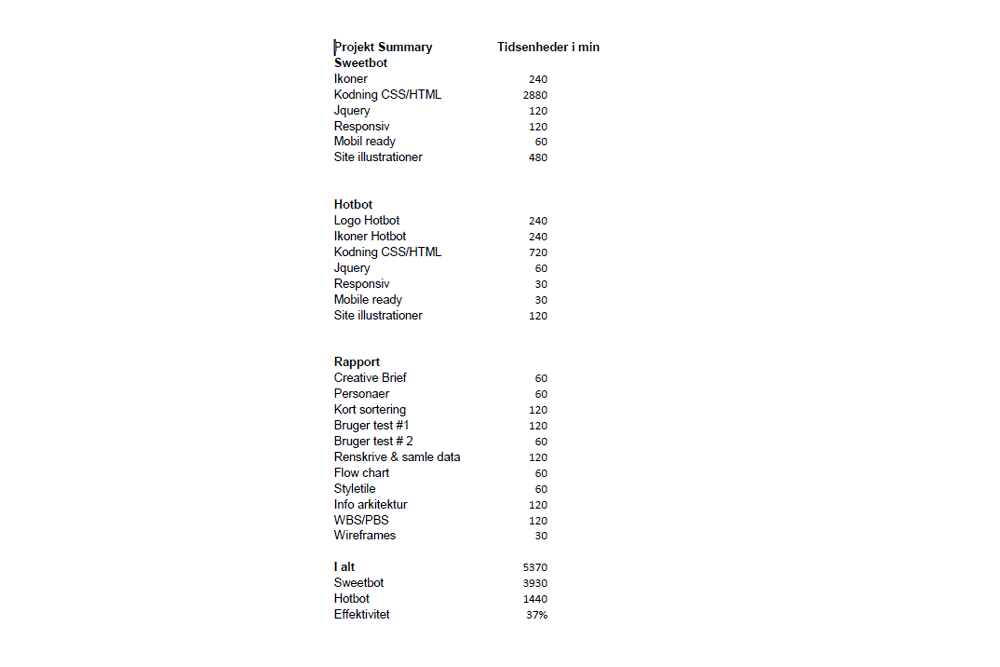 Projekt Summary Tidsenheder i min
Sweetbot
Ikoner 240
Kodning CSS/HTML 2880
Jquery 120
Responsiv 120
Mobil ready 60
Site illustrationer 480
Hotbot
Logo Hotbot 240
Ikoner Hotbot 240
Kodning CSS/HTML 720
Jquery 60
Responsiv 30
Mobile ready 30
Site illustrationer 120
Rapport
Creative Brief 60
Personaer 60
Kort sortering 120
Bruger test #1 120
Bruger test # 2 60
Renskrive & samle data 120
Flow chart 60
Styletile 60
Info arkitektur 120
WBS/PBS 120
Wireframes 30
I alt 5370
Sweetbot 3930
Hotbot 1440
Effektivitet 37%